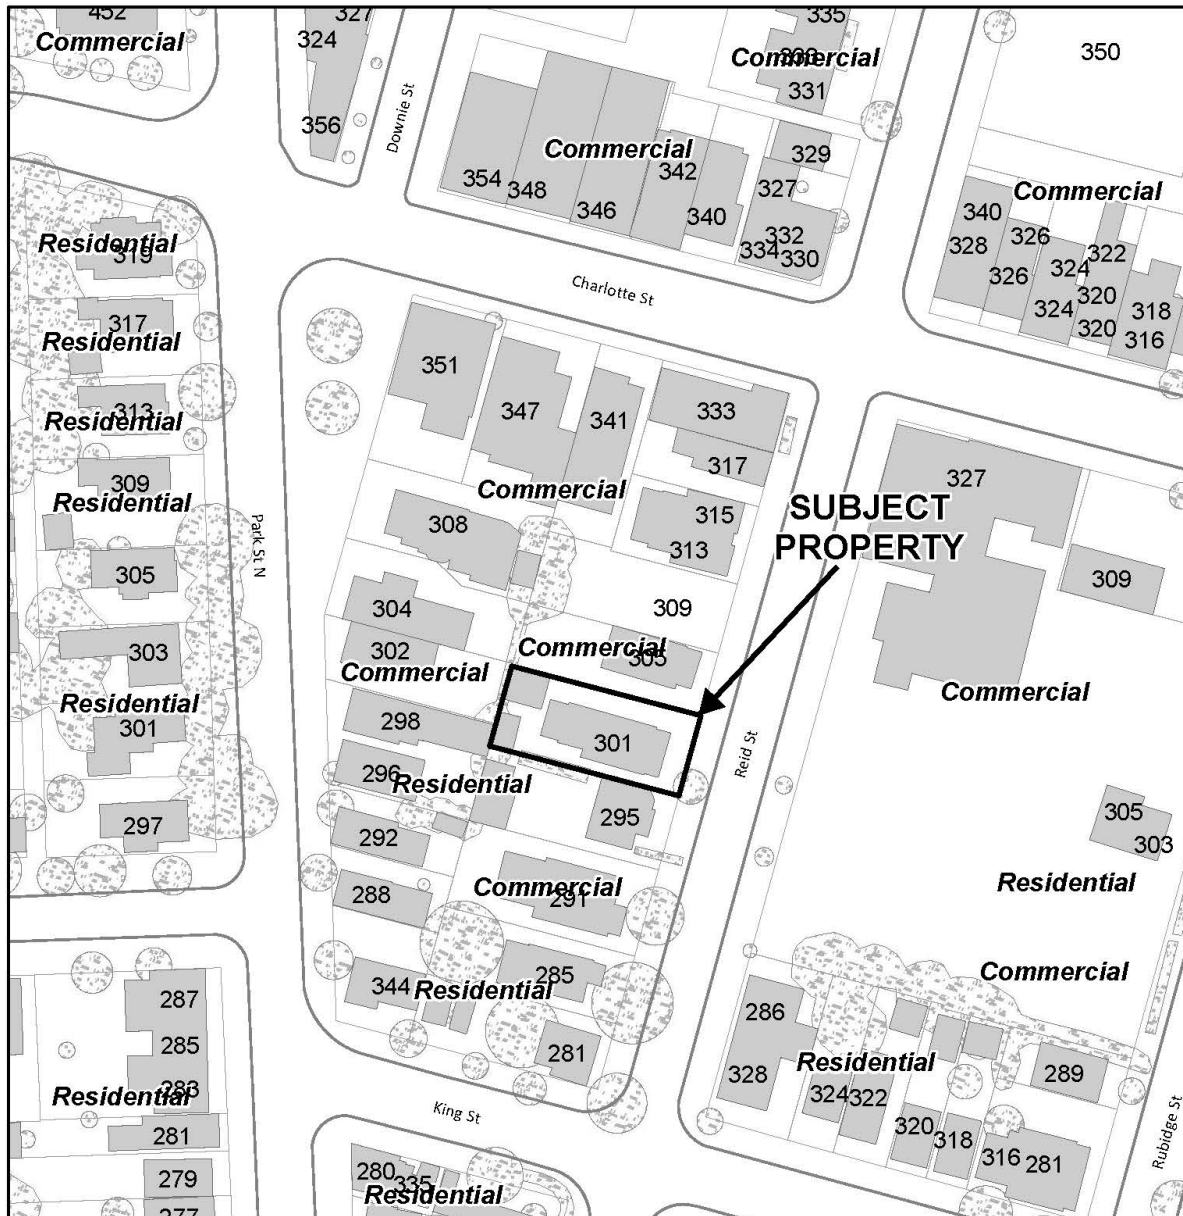 452
Commercial
327
324
356
Downie St
335
333
Commercial
331
350
354
348
Commercial
346
342
340
329
327
332
334
330
Commercial
340
328
326
326
324
324
322
320
320
318
316
Residential
319
317
Residential
313
Residential
309
Residential
305
303
Residential
301
297
Park St N
Charlotte St
351
347
341
333
317
Commercial
315
313
308
309
304
302
Commercial
Commercial
305
SUBJECT
PROPERTY
298
301
296
Residential
295
292
288
Commercial
291
285
344
Residential
281
Reid St
327
309
Commercial
305
303
Residential
Commercial
286
328
Residential
324
322
320
318
316
281
289
Rubidge St
287
285
283
Residential
281
279
277
King St
280
335
Residential